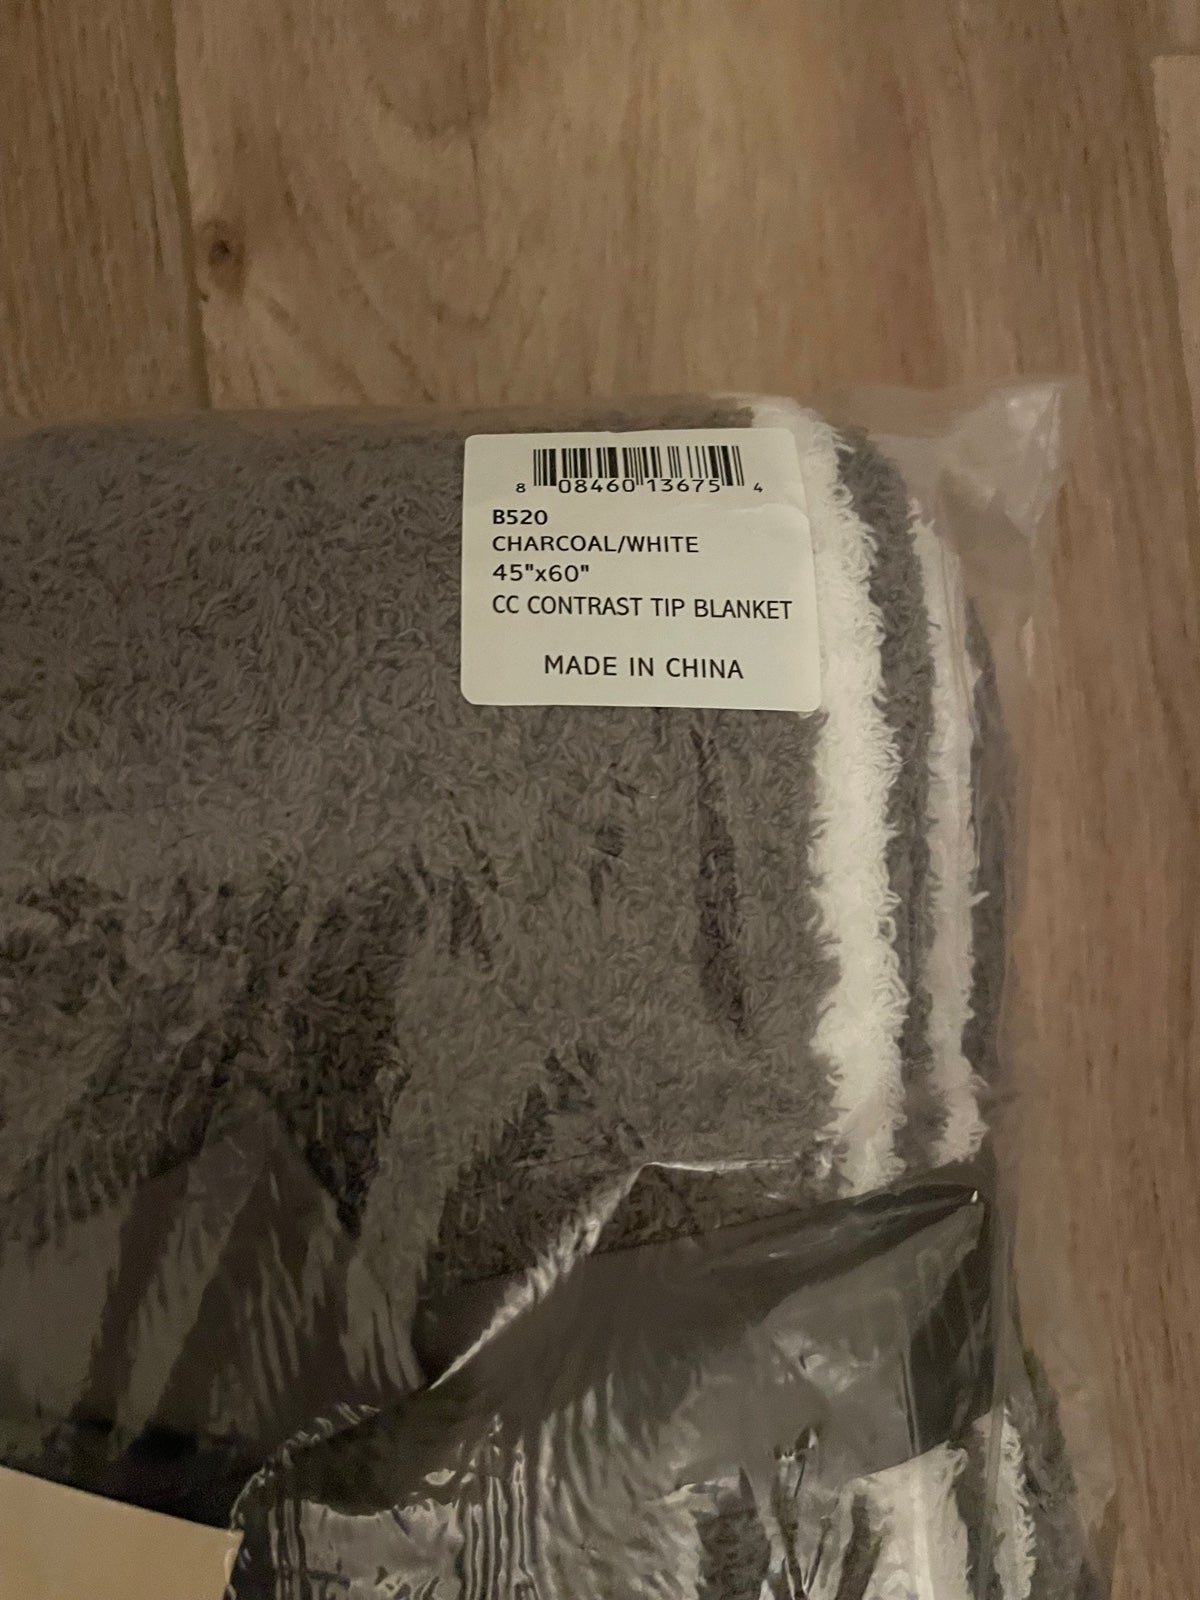 8 08460 13675 4
B520
CHARCOAL/WHITE
45"x60"
CC CONTRAST TIP BLANKET
MADE IN CHINA